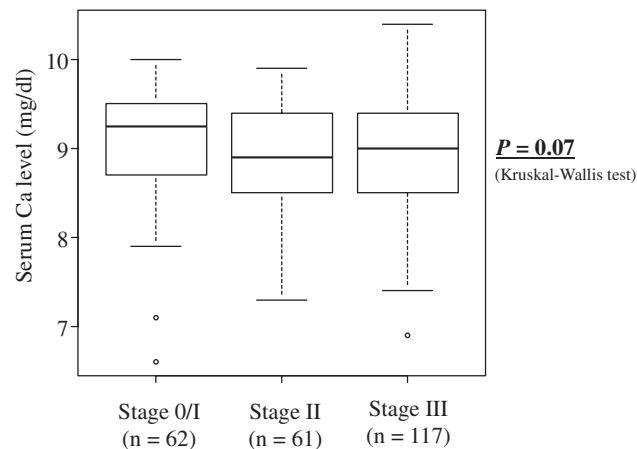 Serum Ca level (mg/dl)
10
9
8
7
Stage 0/I
(n = 62)
Stage II
(n = 61)
Stage III
(n = 117)
P = 0.07
(Kruskal-Wallis test)